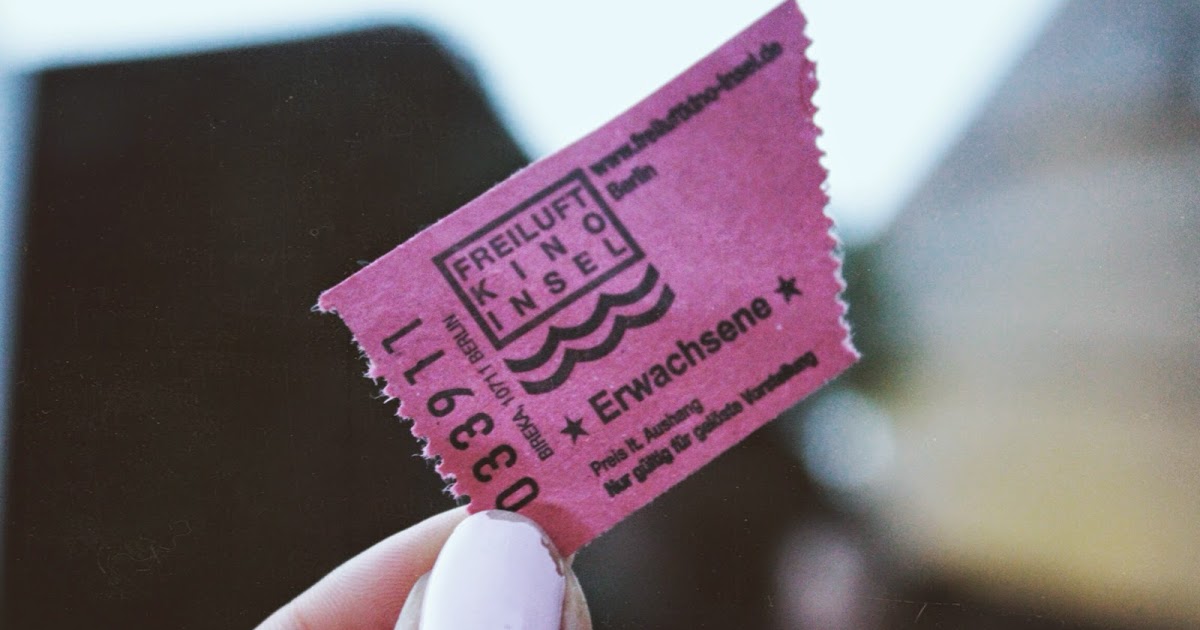 www.freiluftkino-insel.de
Berlin
FREILUFT
KINO
INSEL
★ Erwachsene ★
Preis lt. Aushang
Nur gültig für gelöste Vorstellung
BIREKA, 10711 BERLIN
033911